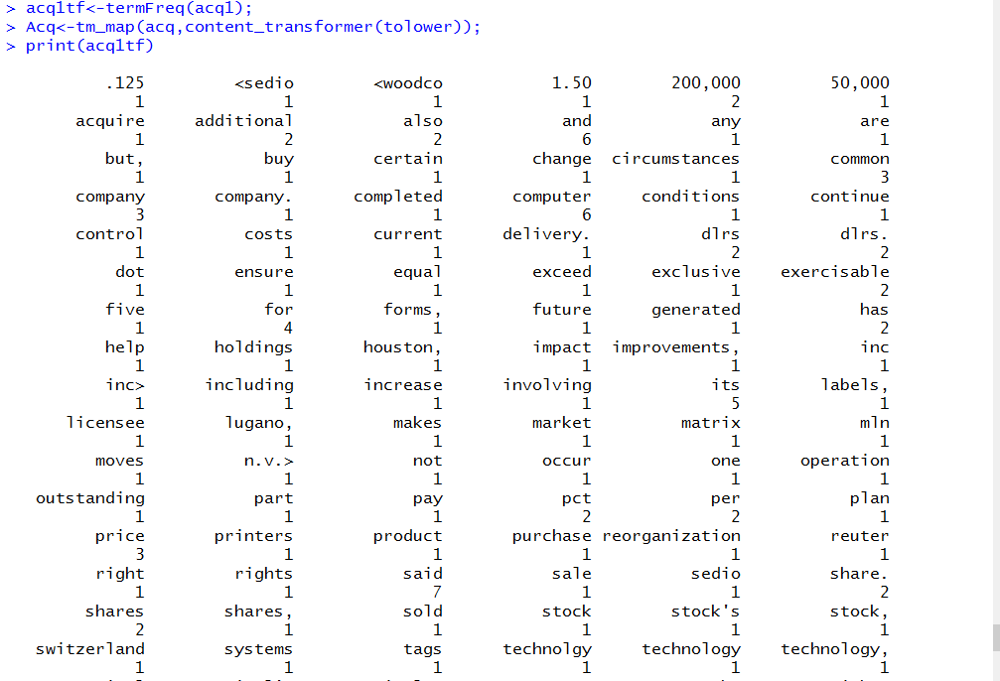 > acq1tf<-termFreq(acq1);
> Acq<-tm_map(acq,content_transformer(tolower));
> print(acq1tf)
.125 <sedio <woodco 1.50 200,000 50,000
1 1 1 1 2 1
acquire additional also and any are
1 2 2 6 1 1
but, buy certain change circumstances common
1 1 1 1 1 3
company company. completed computer conditions continue
3 1 1 6 1 1
control costs current delivery. dlrs dlrs.
1 1 1 1 2 2
dot ensure equal exceed exclusive exercisable
1 1 1 1 1 2
five for forms, future generated has
1 4 1 1 1 2
help holdings houston, impact improvements, inc
1 1 1 1 1 1
inc> including increase involving its labels,
1 1 1 1 5 1
licensee lugano, makes market matrix mln
1 1 1 1 1 1
moves n.v.> not occur one operation
1 1 1 1 1 1
outstanding part pay pct per plan
1 1 1 2 2 1
price printers product purchase reorganization reuter
3 1 1 1 1 1
right rights said sale sedio share.
1 1 7 1 1 2
shares shares, sold stock stock's stock,
2 1 1 1 1 1
switzerland systems tags technolgy technology technology,
1 1 1 1 1 1